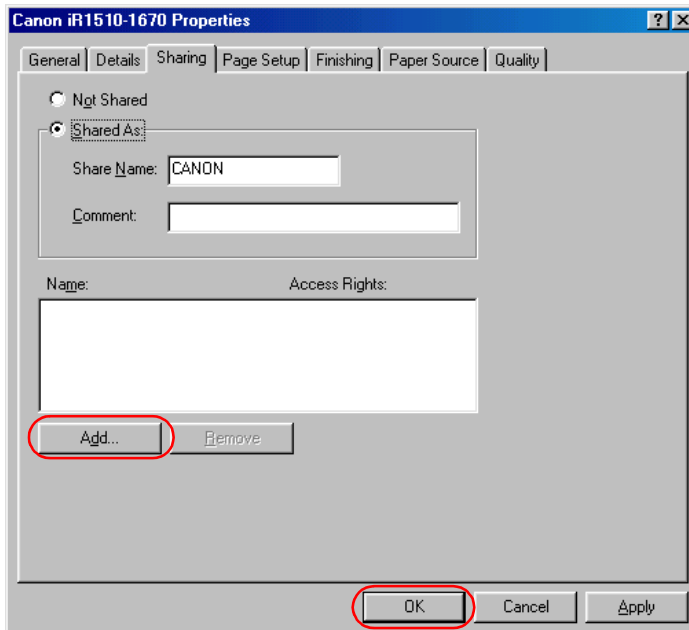 Canon iR1510-1670 Properties
General Details Sharing Page Setup Finishing Paper Source Quality
Not Shared
Shared As:
Share Name: CANON
Comment:
Name: Access Rights:
Add... Remove
OK Cancel Apply